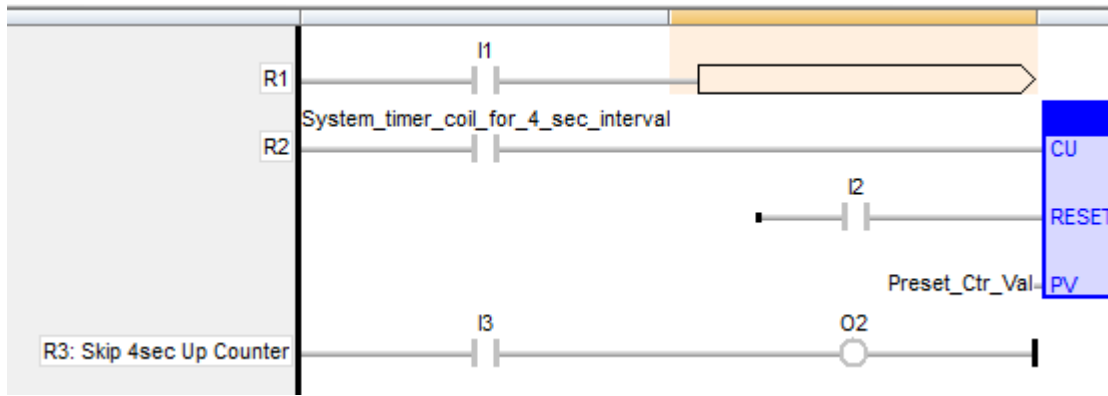 I1
R1
System_timer_coil_for_4_sec_interval
R2
CU
I2
RESET
Preset_Ctr_Val
PV
I3
O2
R3: Skip 4sec Up Counter